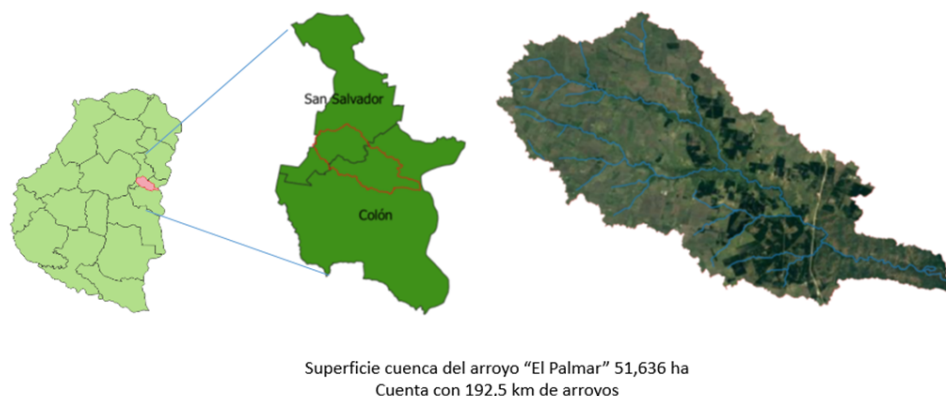 San Salvador
Colón
Superficie cuenca del arroyo “El Palmar” 51,636 ha
Cuenta con 192.5 km de arroyos